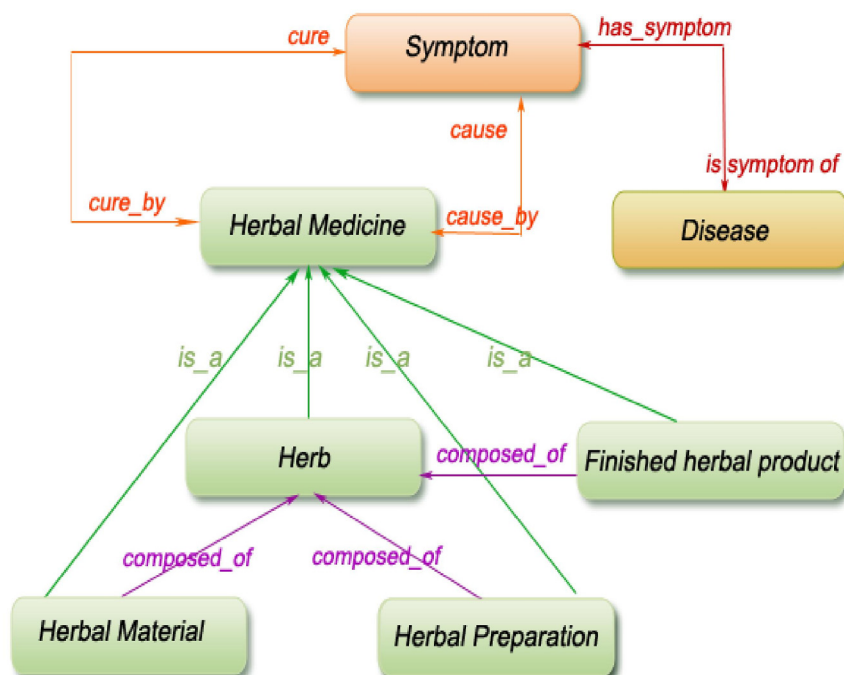 cure
Symptom
has_symptom
cause
is symptom of
cure_by
Herbal Medicine
cause_by
Disease
is_a
is_a
is_a
is_a
Herb
composed_of
Finished herbal product
composed_of
composed_of
Herbal Material
Herbal Preparation